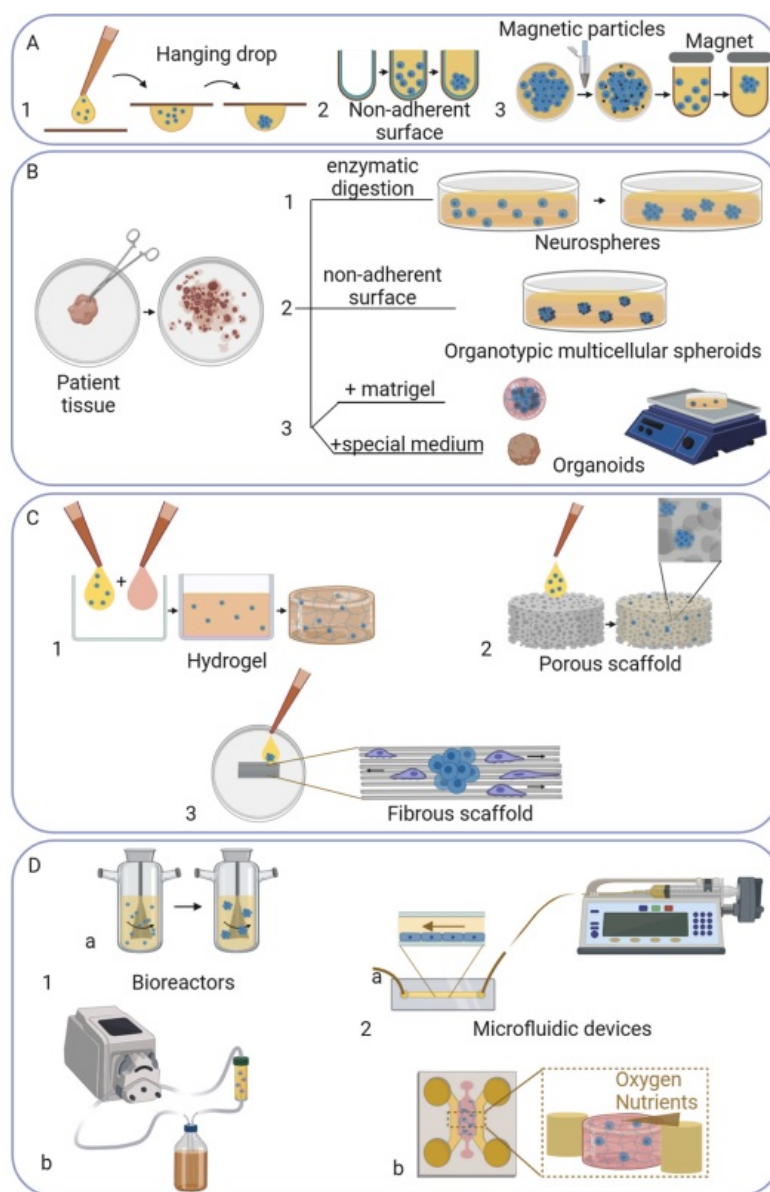 A
Hanging drop
1
2
Non-adherent
surface
Magnetic particles
Magnet
3
B
Patient
tissue
1
enzymatic
digestion
Neurospheres
2
non-adherent
surface
Organotypic multicellular spheroids
3
+ matrigel
+special medium
Organoids
C
+
1
Hydrogel
2
Porous scaffold
3
Fibrous scaffold
D
a
1
Bioreactors
b
a
2
Microfluidic devices
b
Oxygen
Nutrients